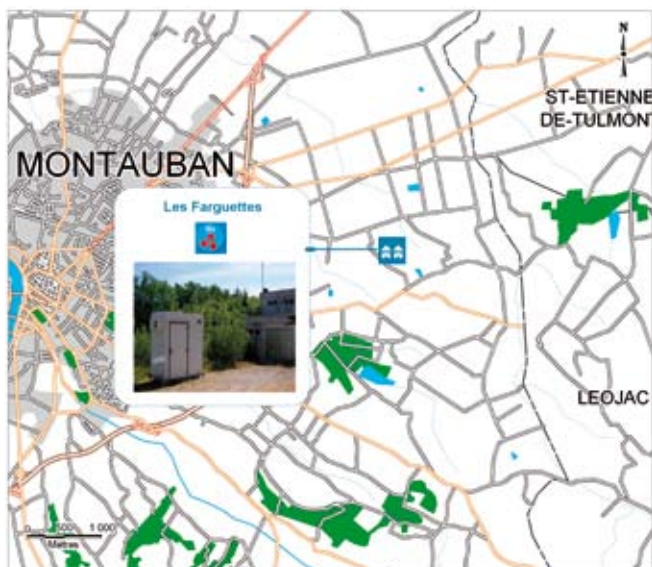 N
ST-ETIENNE
DE-TULMONT
MONTAUBAN
Les Farguettes
LEOJAC
0 500 1 000
Mètres